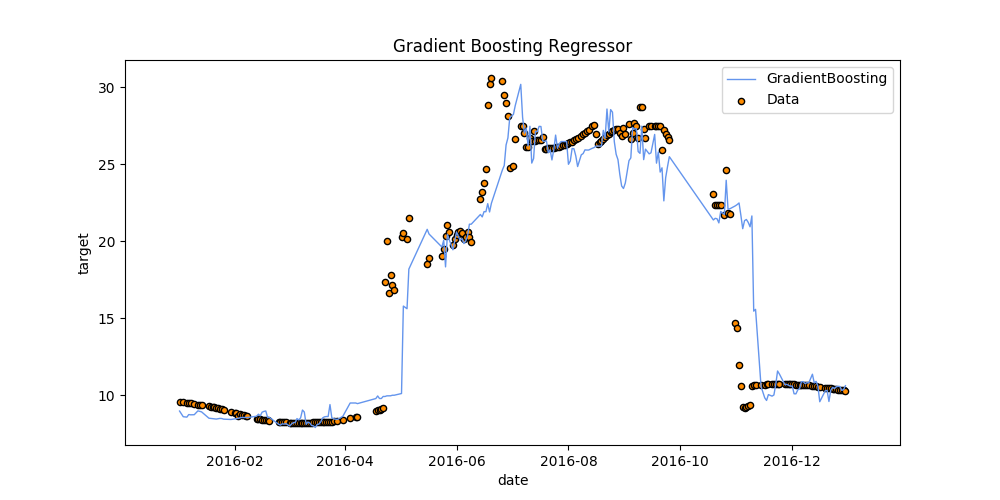 Gradient Boosting Regressor
GradientBoosting
Data
30
25
20
15
10
target
2016-02 2016-04 2016-06 2016-08 2016-10 2016-12
date